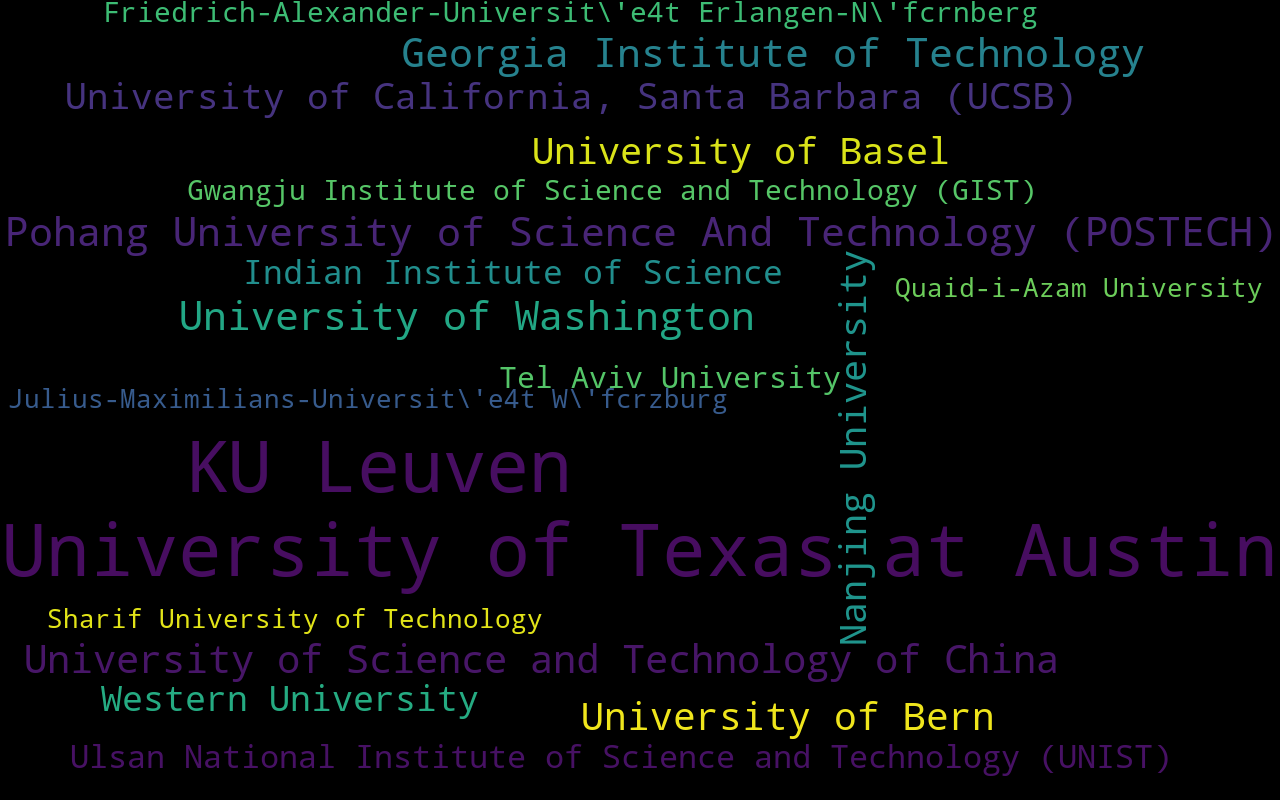 Friedrich-Alexander-Universit\'e4t Erlangen-N\'fcrnberg
Georgia Institute of Technology
University of California, Santa Barbara (UCSB)
University of Basel
Gwangju Institute of Science and Technology (GIST)
Pohang University of Science And Technology (POSTECH)
Indian Institute of Science
Quaid-i-Azam University
University of Washington
Nanjing University
Tel Aviv University
Julius-Maximilians-Universit\'e4t W\'fcrzburg
KU Leuven
University of Texas at Austin
Sharif University of Technology
University of Science and Technology of China
Western University
University of Bern
Ulsan National Institute of Science and Technology (UNIST)